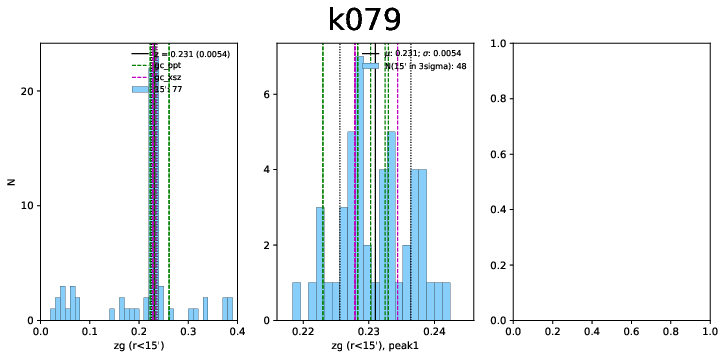 k079
N
20
10
0
z = 0.231 (0.0054)
gc_ppt
gc_xsz
15': 77
0.0 0.1 0.2 0.3 0.4
zg (r<15')
6
4
2
0
μ: 0.231; σ: 0.0054
N(15' in 3sigma): 48
0.22 0.23 0.24
zg (r<15'), peak1
1.0
0.8
0.6
0.4
0.2
0.0
0.0 0.2 0.4 0.6 0.8 1.0